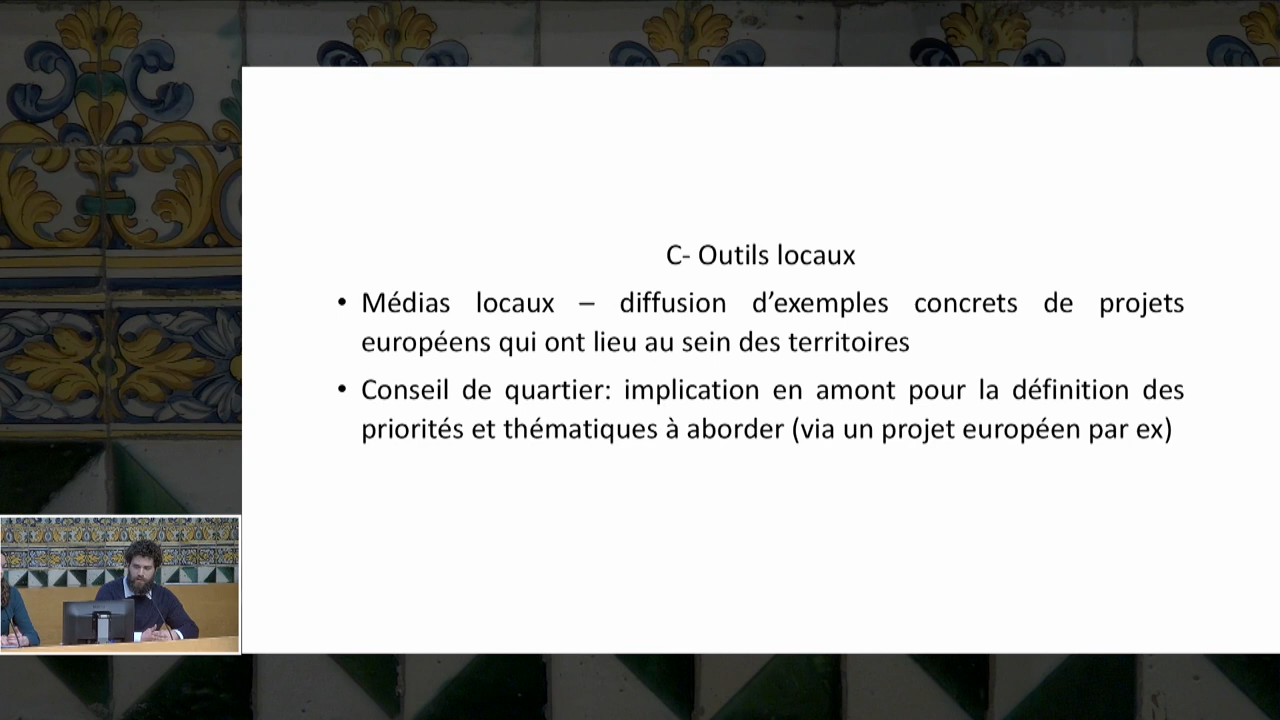 C- Outils locaux
• Médias locaux – diffusion d’exemples concrets de projets
européens qui ont lieu au sein des territoires
• Conseil de quartier: implication en amont pour la définition des
priorités et thématiques à aborder (via un projet européen par ex)